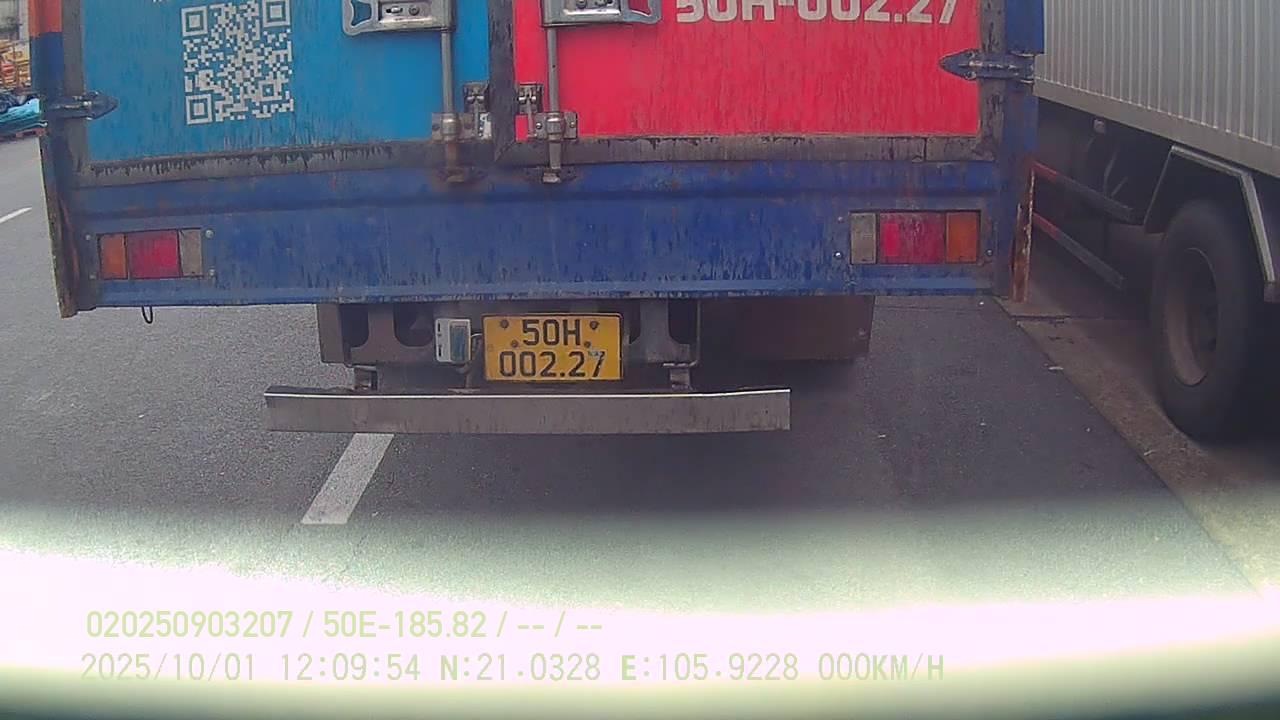 50H-002.27
50H
002.27
020250903207 / 50E-185.82 / -- / --
2025/10/01 12:09:54 N:21.0328 E:105.9228 000KM/H